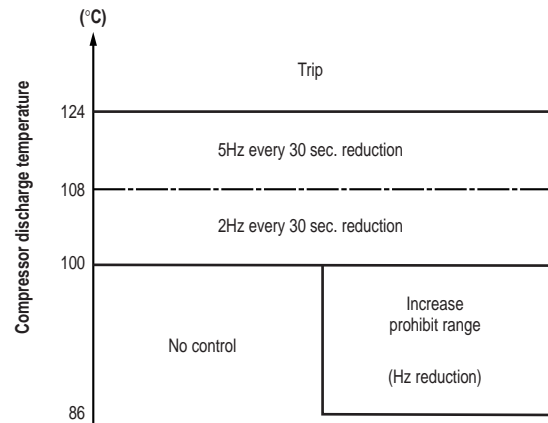 (°C)
Compressor discharge temperature
Trip
124
5Hz every 30 sec. reduction
108
2Hz every 30 sec. reduction
100
Increase
prohibit range
No control
(Hz reduction)
86